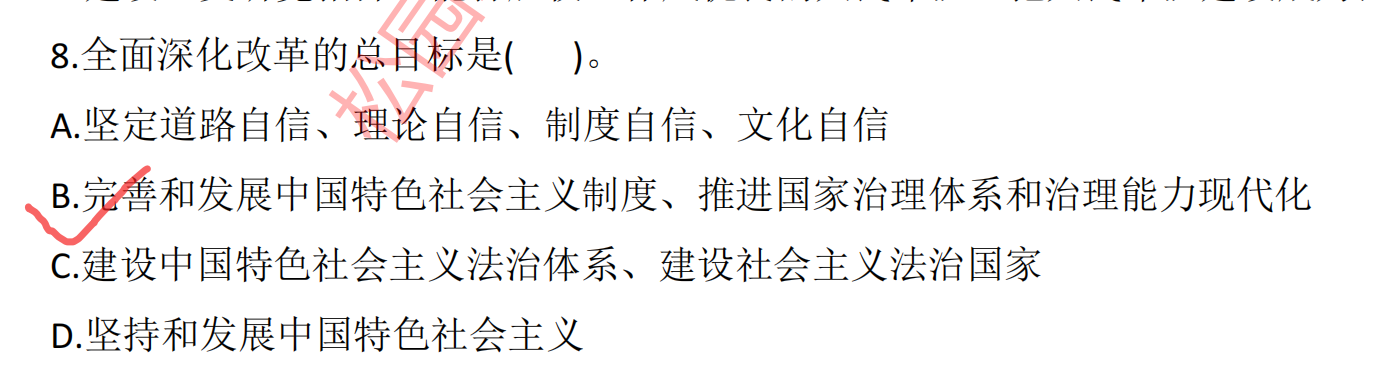 8.全面深化改革的总目标是( )。
A.坚定道路自信、理论自信、制度自信、文化自信
B.完善和发展中国特色社会主义制度、推进国家治理体系和治理能力现代化
C.建设中国特色社会主义法治体系、建设社会主义法治国家
D.坚持和发展中国特色社会主义
松园